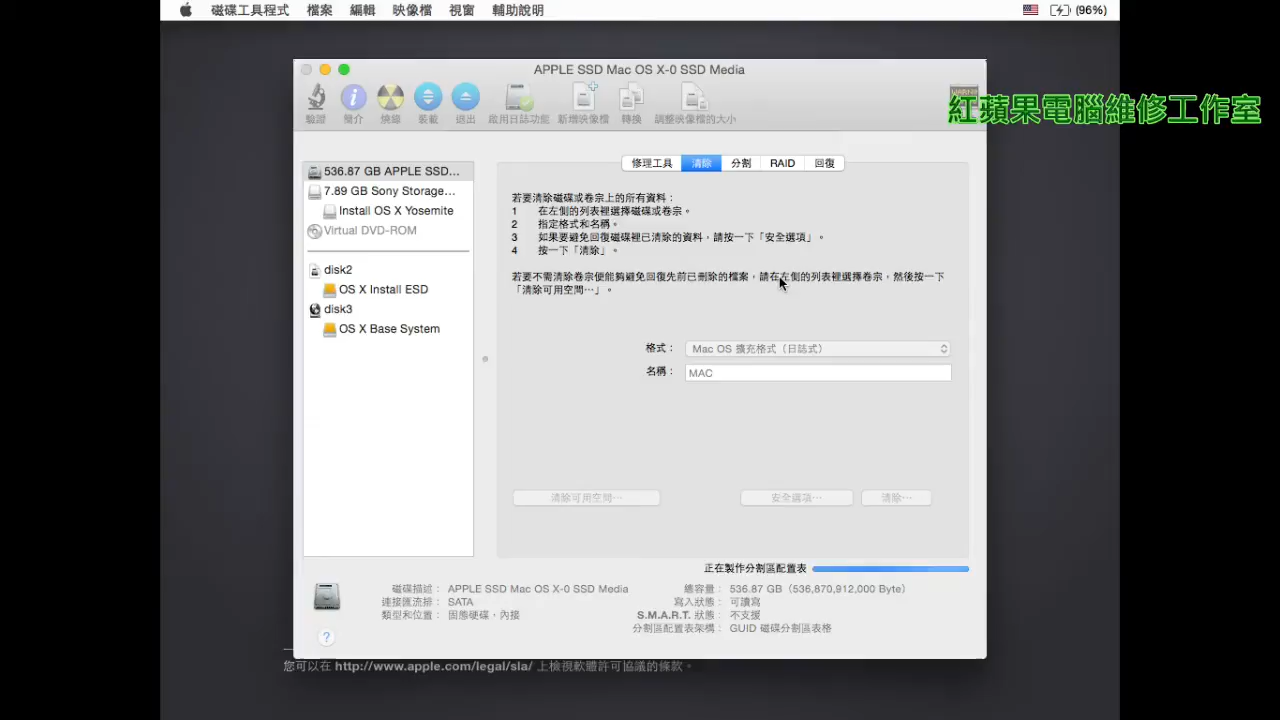 磁碟工具程式 檔案 編輯 映像檔 視窗 輔助說明 (96%)
APPLE SSD Mac OS X-0 SSD Media
驗證 簡介 燒錄 裝載 退出 啟用日誌功能 新增映像檔 轉換 調整映像檔的大小
紅蘋果電腦維修工作室
修理工具 清除 分割 RAID 回復
536.87 GB APPLE SSD...
7.89 GB Sony Storage...
Install OS X Yosemite
Virtual DVD-ROM
disk2
OS X Install ESD
disk3
OS X Base System
若要清除磁碟或卷宗上的所有資料：
1 在左側的列表裡選擇磁碟或卷宗。
2 指定格式和名稱。
3 如果要避免回復磁碟裡已清除的資料，請按一下「安全選項」。
4 按一下「清除」。
若要不需清除卷宗便能夠避免回復先前已刪除的檔案，請在左側的列表裡選擇卷宗，然後按一下
「清除可用空間⋯」。
格式： Mac OS 擴充格式（日誌式）
名稱： MAC
清除可用空間⋯ 安全選項⋯ 清除⋯
正在製作分割區配置表
磁碟描述： APPLE SSD Mac OS X-0 SSD Media
連接匯流排： SATA
類型和位置： 固態硬碟，內接
總容量： 536.87 GB（536,870,912,000 Byte）
寫入狀態： 可讀寫
S.M.A.R.T. 狀態： 不支援
分割區配置表架構： GUID 磁碟分割區表格
?
您可以在 http://www.apple.com/legal/sla/ 上檢視軟體許可協議的條款。